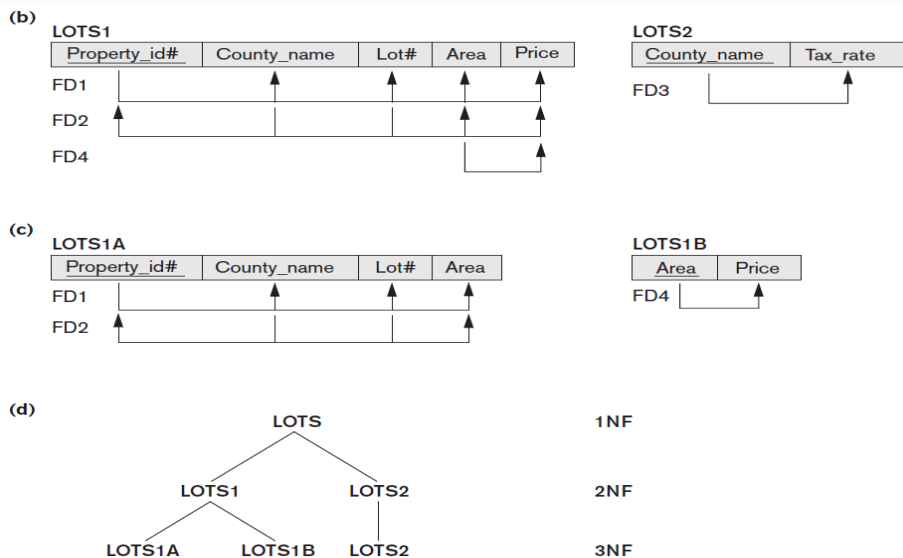 (b)
LOTS1
Property_id# County_name Lot# Area Price
FD1
FD2
FD4
LOTS2
County_name Tax_rate
FD3
(c)
LOTS1A
Property_id# County_name Lot# Area
FD1
FD2
LOTS1B
Area Price
FD4
(d)
LOTS 1NF
LOTS1 LOTS2 2NF
LOTS1A LOTS1B LOTS2 3NF